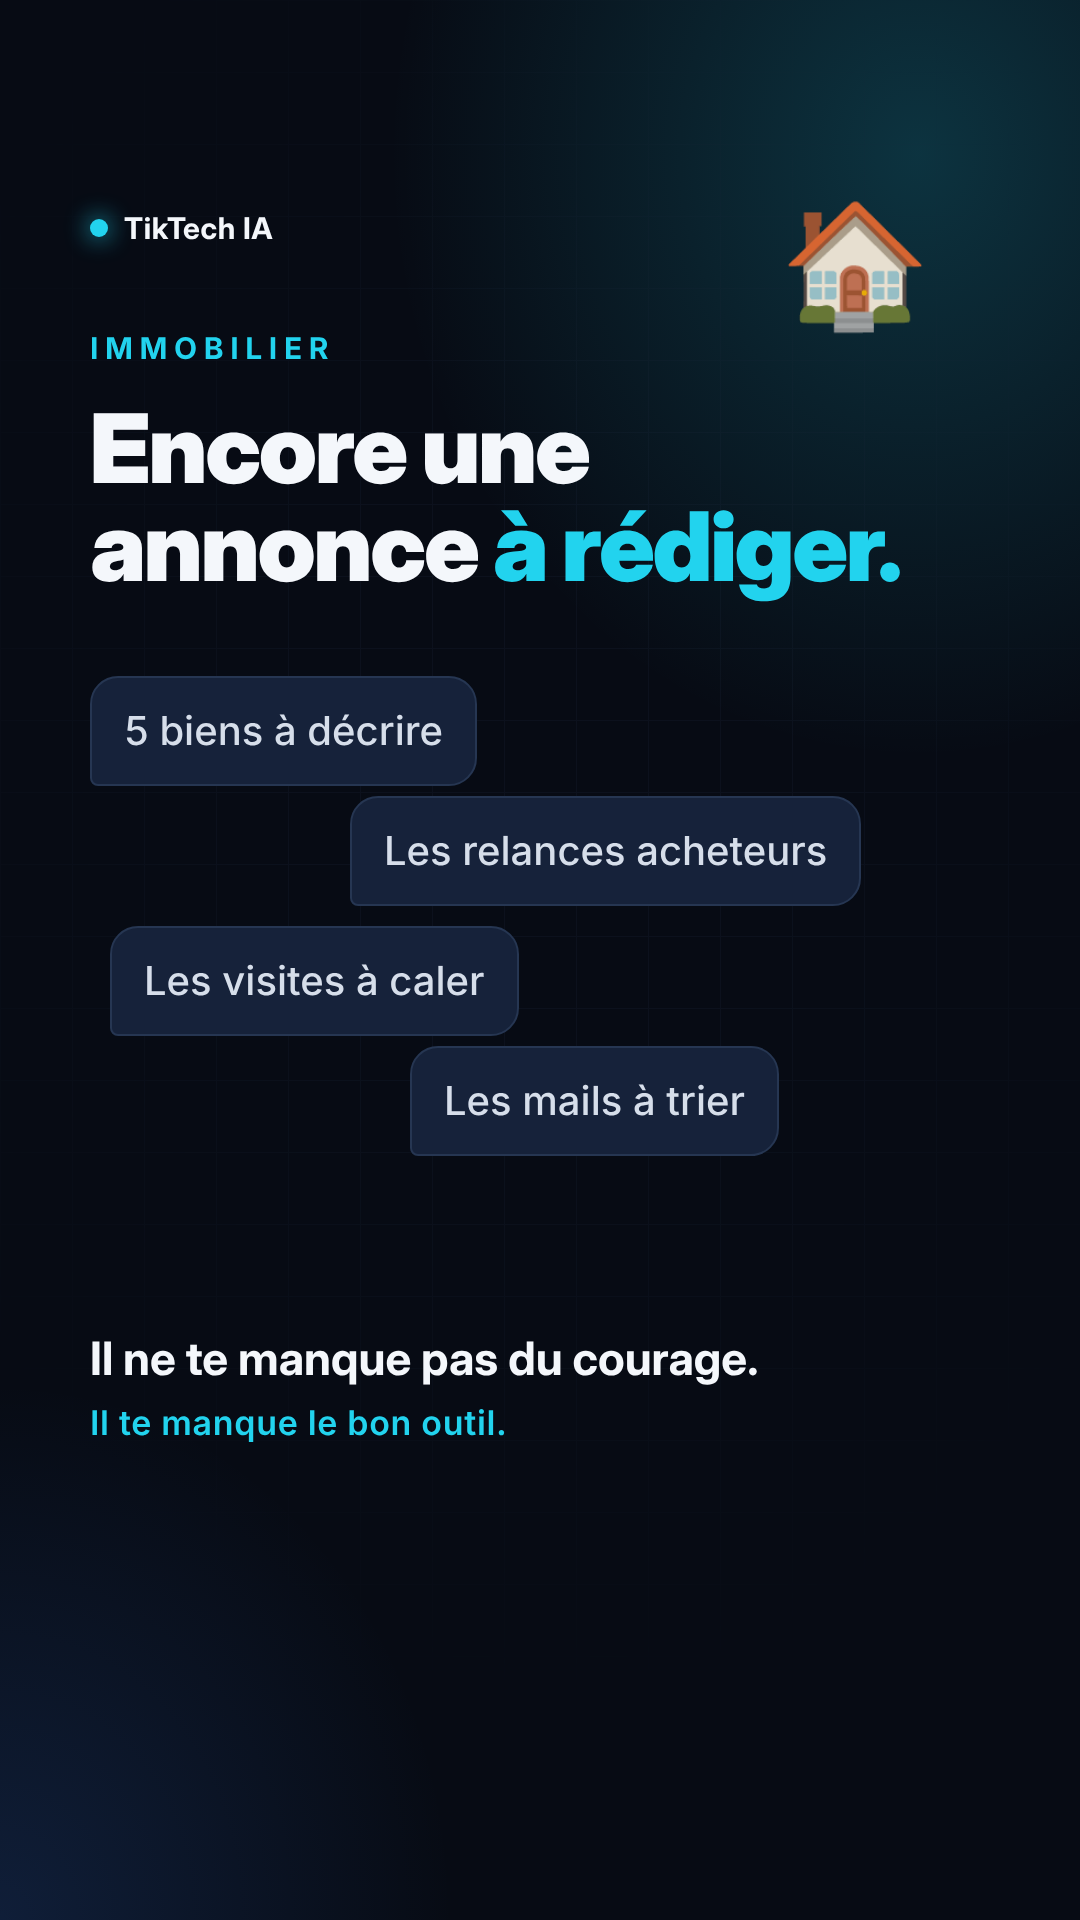 TikTech IA
IMMOBILIER
Encore une
annonce à rédiger.
5 biens à décrire
Les relances acheteurs
Les visites à caler
Les mails à trier
Il ne te manque pas du courage.
Il te manque le bon outil.